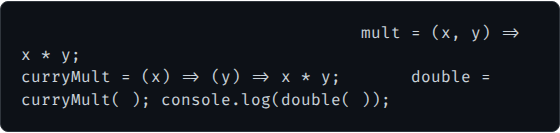 mult = (x, y) =>
x * y;
curryMult = (x) => (y) => x * y;        double =
curryMult( ); console.log(double( ));